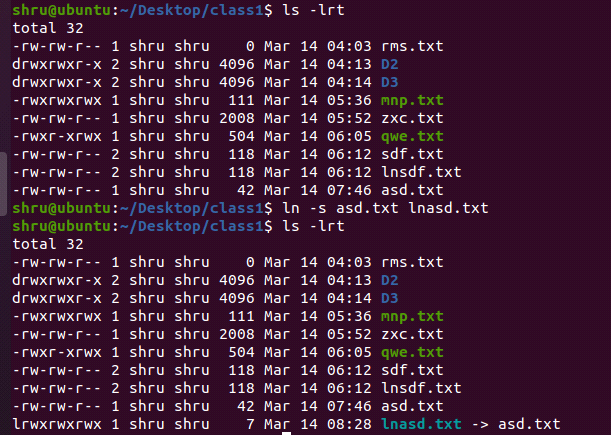 shru@ubuntu:~/Desktop/class1$ ls -lrt
total 32
-rw-rw-r-- 1 shru shru    0 Mar 14 04:03 rms.txt
drwxrwxr-x 2 shru shru 4096 Mar 14 04:13 D2
drwxrwxr-x 2 shru shru 4096 Mar 14 04:14 D3
-rwxrwxrwx 1 shru shru  111 Mar 14 05:36 mnp.txt
-rw-rw-r-- 1 shru shru 2008 Mar 14 05:52 zxc.txt
-rwxr-xrwx 1 shru shru  504 Mar 14 06:05 qwe.txt
-rw-rw-r-- 2 shru shru  118 Mar 14 06:12 sdf.txt
-rw-rw-r-- 2 shru shru  118 Mar 14 06:12 lnsdf.txt
-rw-rw-r-- 1 shru shru   42 Mar 14 07:46 asd.txt
shru@ubuntu:~/Desktop/class1$ ln -s asd.txt lnasd.txt
shru@ubuntu:~/Desktop/class1$ ls -lrt
total 32
-rw-rw-r-- 1 shru shru    0 Mar 14 04:03 rms.txt
drwxrwxr-x 2 shru shru 4096 Mar 14 04:13 D2
drwxrwxr-x 2 shru shru 4096 Mar 14 04:14 D3
-rwxrwxrwx 1 shru shru  111 Mar 14 05:36 mnp.txt
-rw-rw-r-- 1 shru shru 2008 Mar 14 05:52 zxc.txt
-rwxr-xrwx 1 shru shru  504 Mar 14 06:05 qwe.txt
-rw-rw-r-- 2 shru shru  118 Mar 14 06:12 sdf.txt
-rw-rw-r-- 2 shru shru  118 Mar 14 06:12 lnsdf.txt
-rw-rw-r-- 1 shru shru   42 Mar 14 07:46 asd.txt
lrwxrwxrwx 1 shru shru    7 Mar 14 08:28 lnasd.txt -> asd.txt